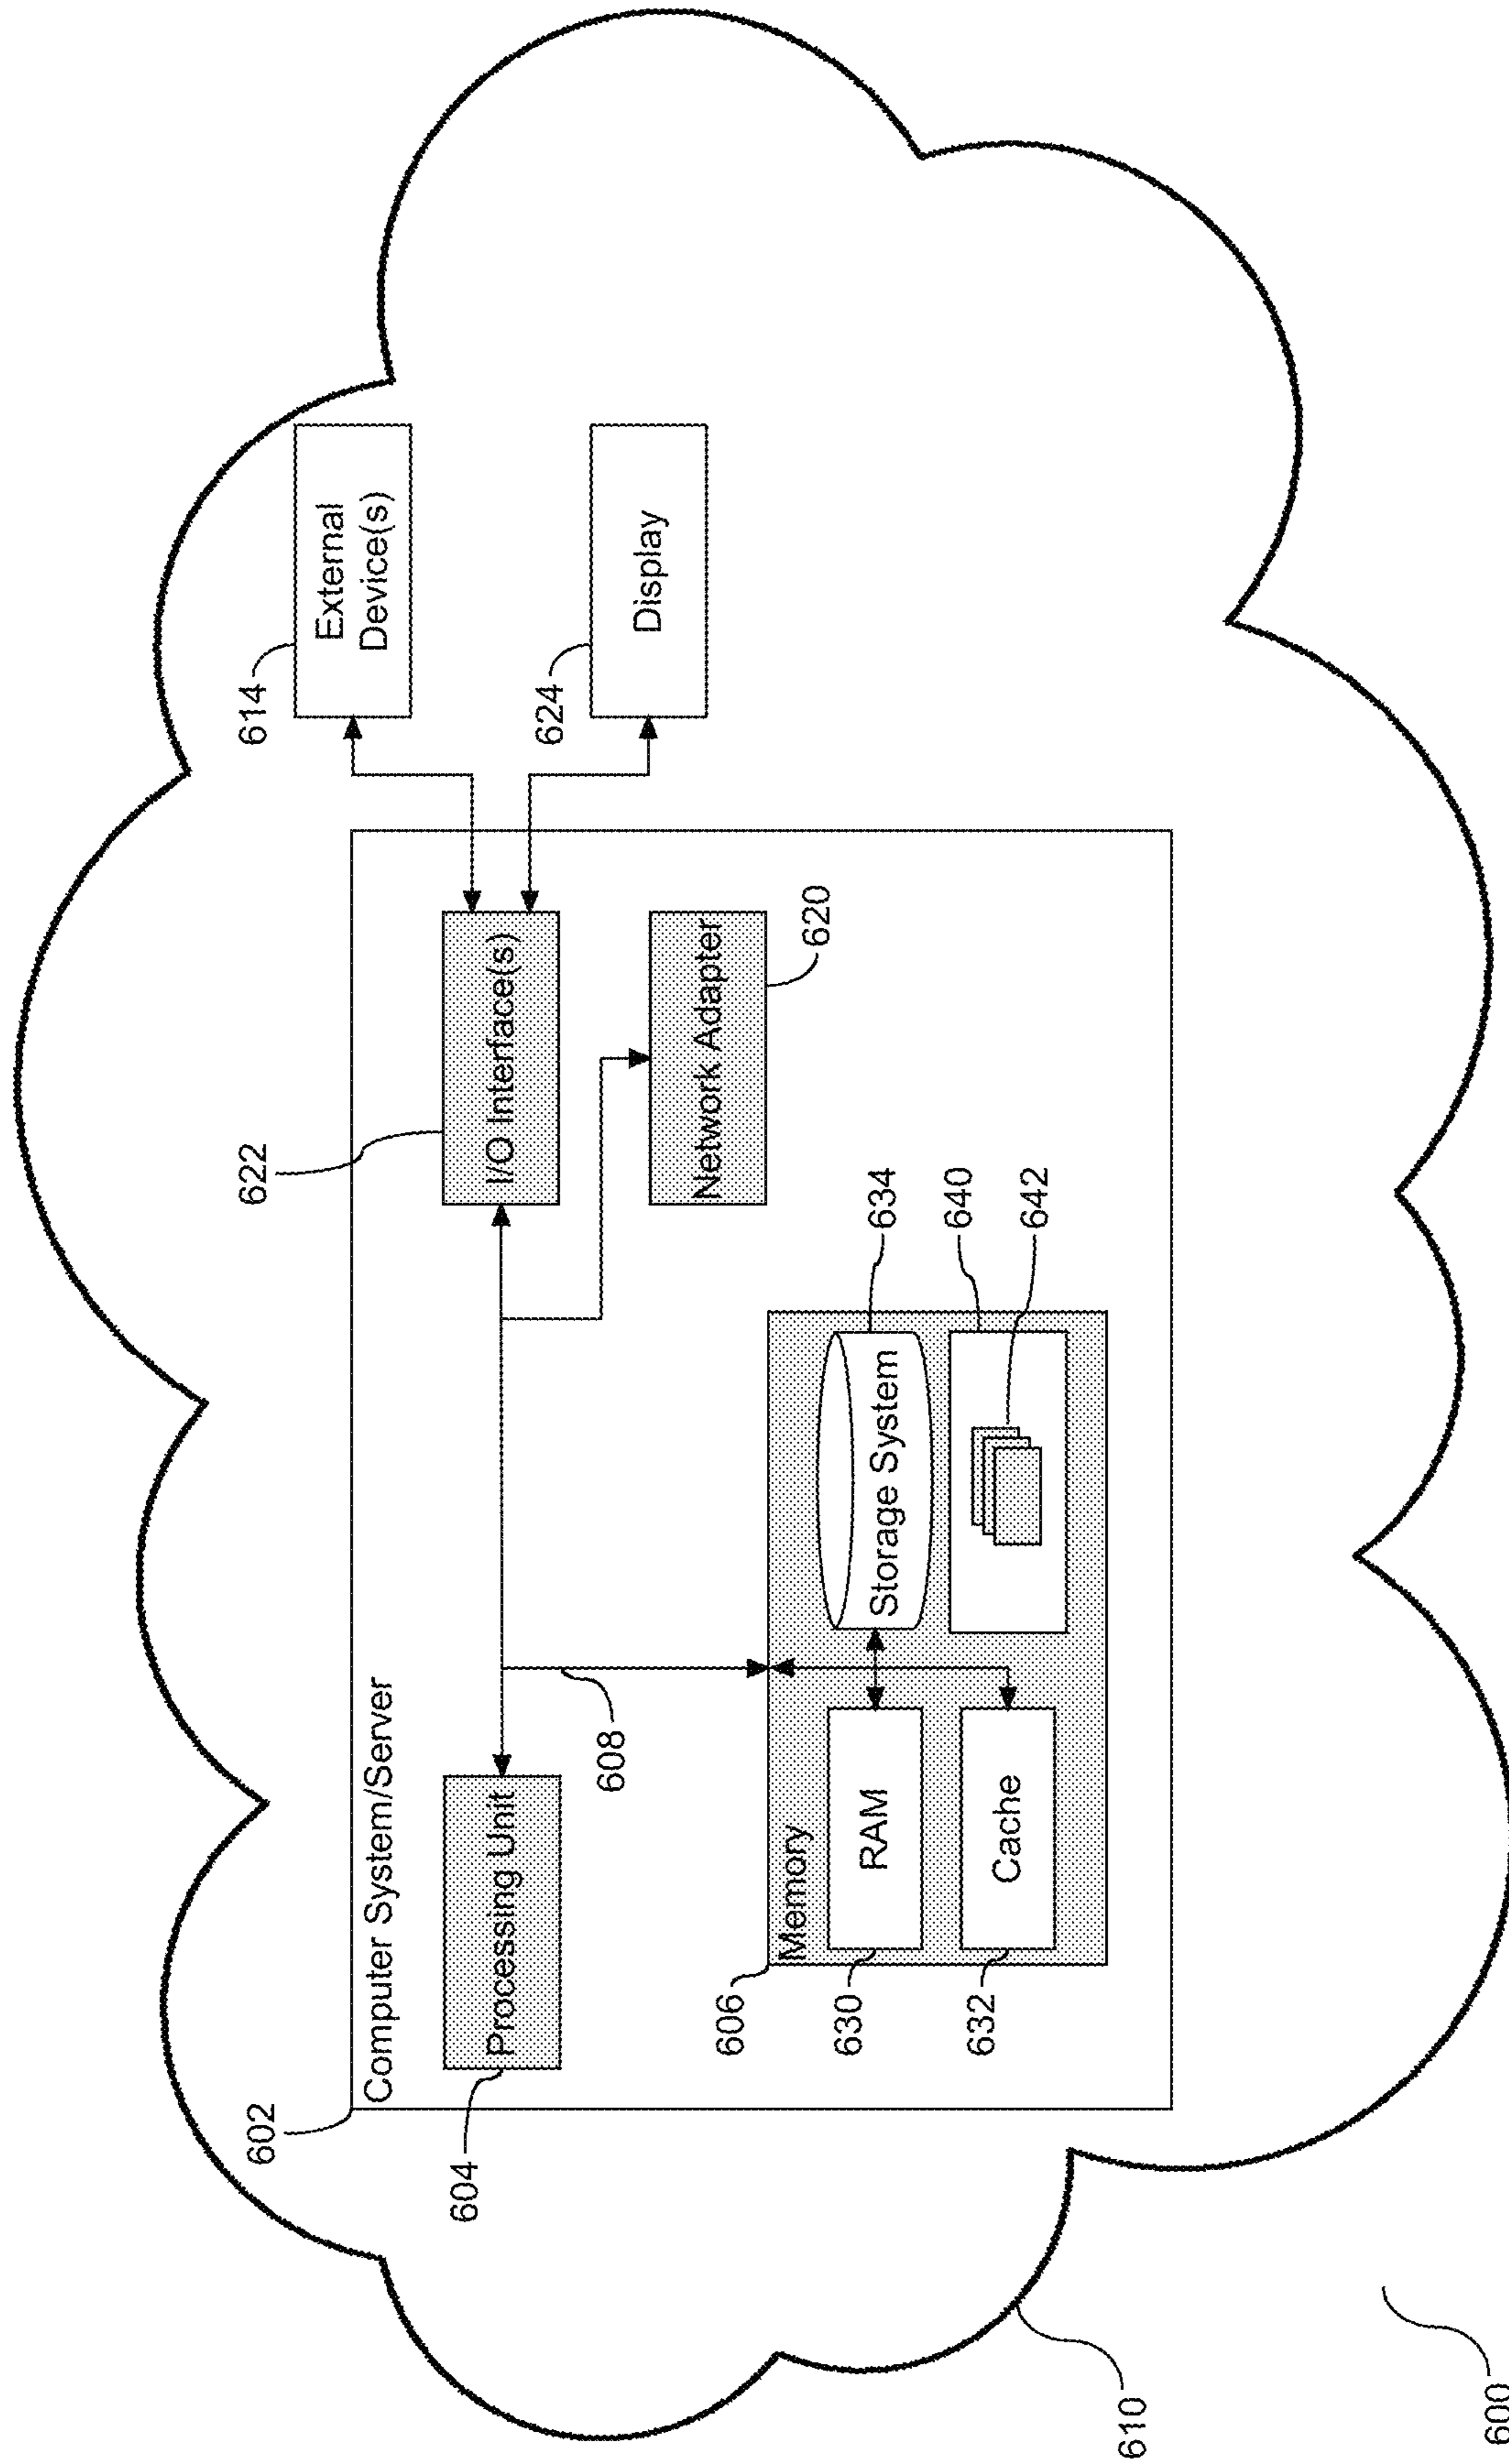 602
Computer System/Server
604
Processing Unit
608
622
I/O Interface(s)
614
External
Device(s)
624
Display
Network Adapter
620
606
Memory
630
RAM
632
Cache
Storage System
634
640
642
610
600